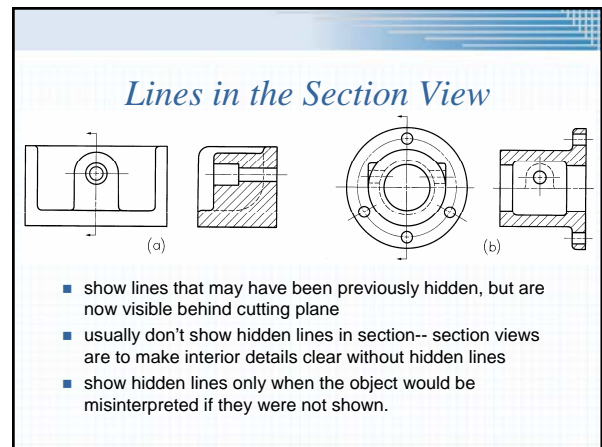 Lines in the Section View
(a)
(b)
show lines that may have been previously hidden, but are
now visible behind cutting plane
usually don't show hidden lines in section-- section views
are to make interior details clear without hidden lines
show hidden lines only when the object would be
misinterpreted if they were not shown.